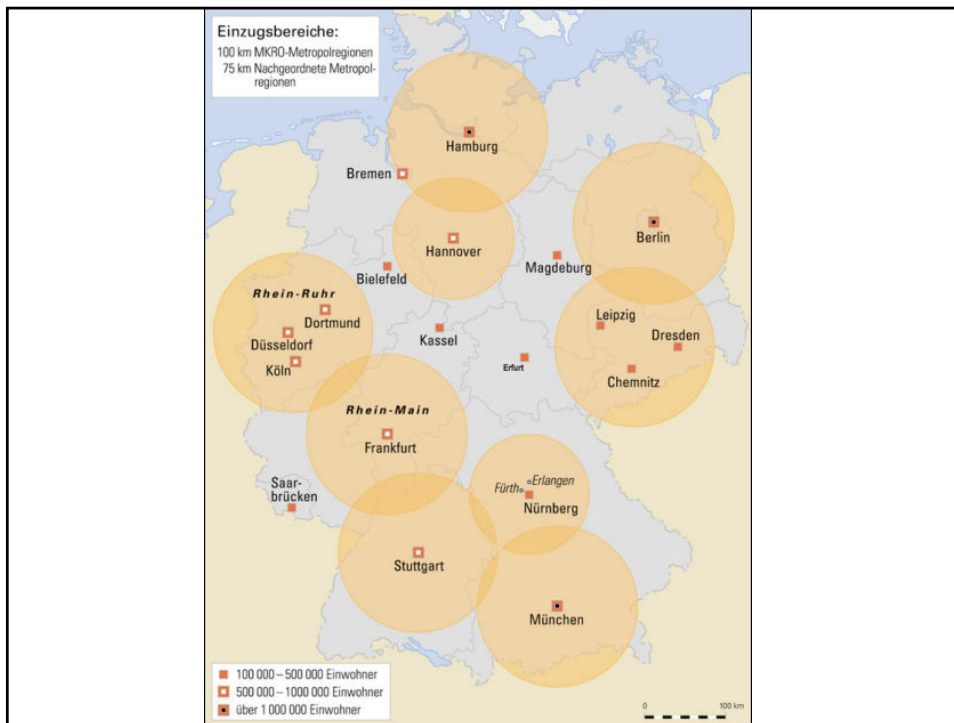 Einzugsbereiche:
100 km MKRO-Metropolregionen
75 km Nachgeordnete Metropol-
regionen
Hamburg
Bremen
Hannover
Berlin
Bielefeld
Magdeburg
Rhein-Ruhr
Dortmund
Düsseldorf
Köln
Kassel
Erfurt
Leipzig
Dresden
Chemnitz
Rhein-Main
Frankfurt
Saar-
brücken
Fürth
Erlangen
Nürnberg
Stuttgart
München
100 000 – 500 000 Einwohner
500 000 – 1000 000 Einwohner
über 1 000 000 Einwohner
0 100 km